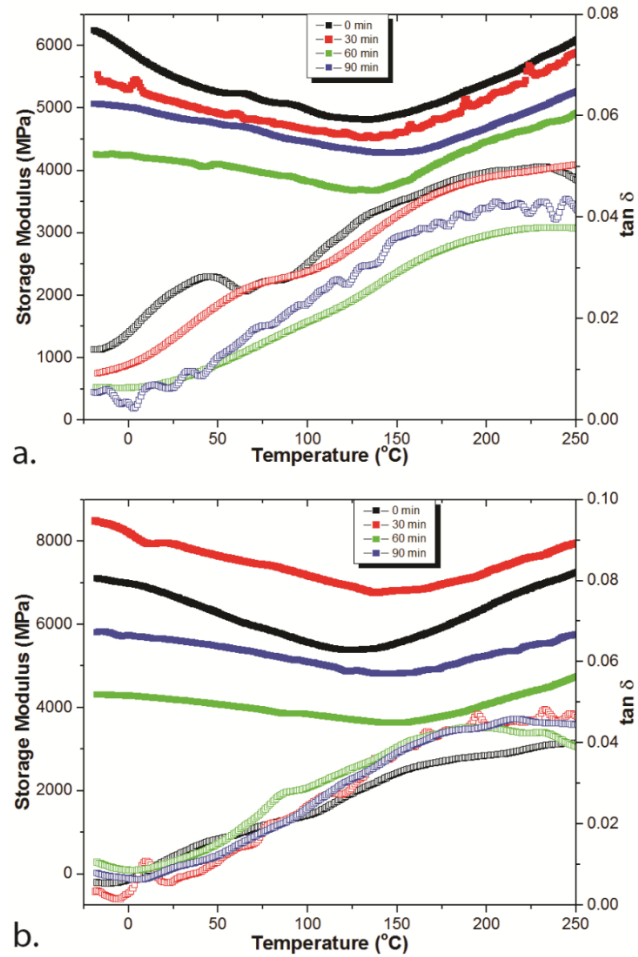 0 min
30 min
60 min
90 min
6000
5000
4000
3000
2000
1000
0
Storage Modulus (MPa)
0.08
0.06
0.04
0.02
0.00
tan δ
0 50 100 150 200 250
Temperature (°C)
a.
0 min
30 min
60 min
90 min
8000
6000
4000
2000
0
Storage Modulus (MPa)
0.10
0.08
0.06
0.04
0.02
0.00
tan δ
0 50 100 150 200 250
Temperature (°C)
b.